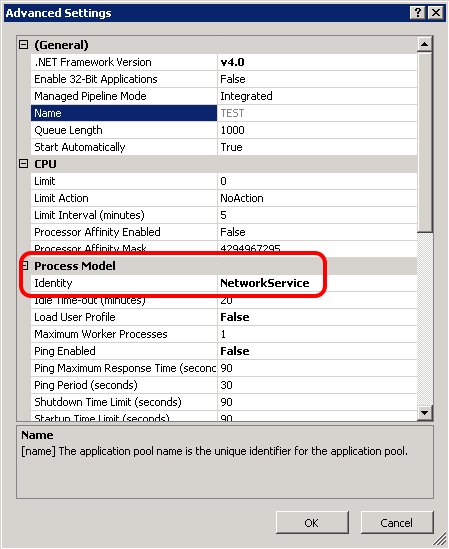 Advanced Settings
(General)
.NET Framework Version v4.0
Enable 32-Bit Applications False
Managed Pipeline Mode Integrated
Name TEST
Queue Length 1000
Start Automatically True
CPU
Limit 0
Limit Action NoAction
Limit Interval (minutes) 5
Processor Affinity Enabled False
Processor Affinity Mask 4294967295
Process Model
Identity NetworkService
Idle Time-out (minutes) 20
Load User Profile False
Maximum Worker Processes 1
Ping Enabled False
Ping Maximum Response Time (secon 90
Ping Period (seconds) 30
Shutdown Time Limit (seconds) 90
Startup Time Limit (seconds) 90
Name
[name] The application pool name is the unique identifier for the application pool.
OK Cancel